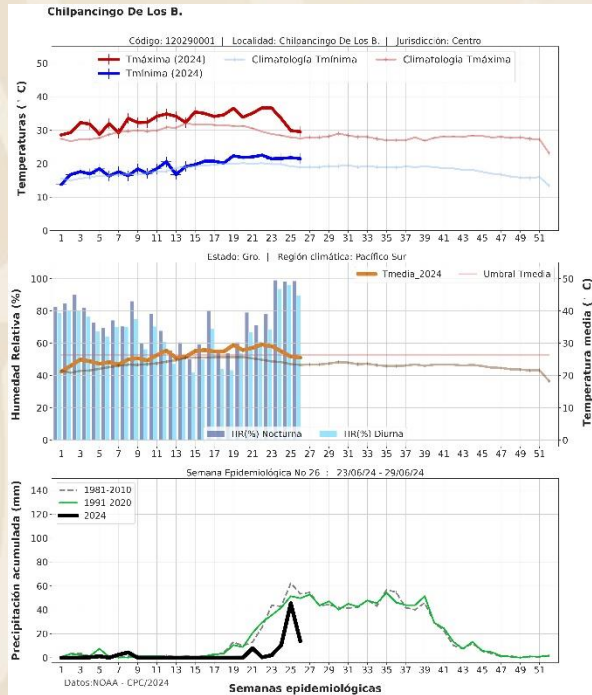 Chilpancingo De Los B.
Código: 120290001 | Localidad: Chilpancingo De Los B. | Jurisdicción: Centro
Tmáxima (2024)
Climatología Tmínima
Climatología Tmáxima
Tmínima (2024)
Temperaturas (° C)
50
40
30
20
10
0
1 3 5 7 9 11 13 15 17 19 21 23 25 27 29 31 33 35 37 39 41 43 45 47 49 51
Estado: Gro. | Región climática: Pacífico Sur
Tmedia_2024
Umbral Tmedia
Humedad Relativa (%)
100
80
60
40
20
0
Temperatura media (° C)
50
40
30
20
10
0
HR(%) Nocturna
HR(%) Diurna
1 3 5 7 9 11 13 15 17 19 21 23 25 27 29 31 33 35 37 39 41 43 45 47 49 51
Semana Epidemiológica No 26 : 23/06/24 - 29/06/24
1981-2010
1991 2020
2024
Precipitación acumulada (mm)
140
120
100
80
60
40
20
0
1 3 5 7 9 11 13 15 17 19 21 23 25 27 29 31 33 35 37 39 41 43 45 47 49 51
Datos:NOAA - CPC/2024
Semanas epidemiológicas